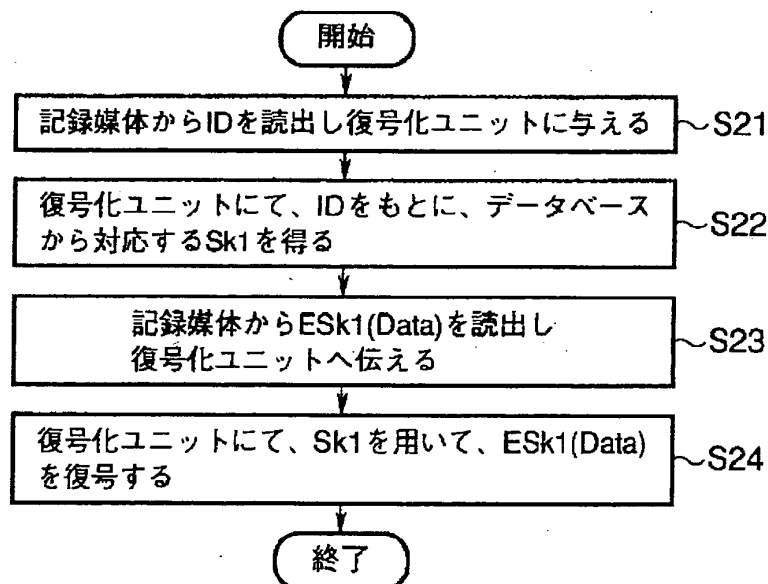 開始
記録媒体からIDを読出し復号化ユニットに与える
~S21
復号化ユニットにて、IDをもとに、データベース
から対応するSk1を得る
~S22
記録媒体からESk1(Data)を読出し
復号化ユニットへ伝える
~S23
復号化ユニットにて、Sk1を用いて、ESk1(Data)
を復号する
~S24
終了